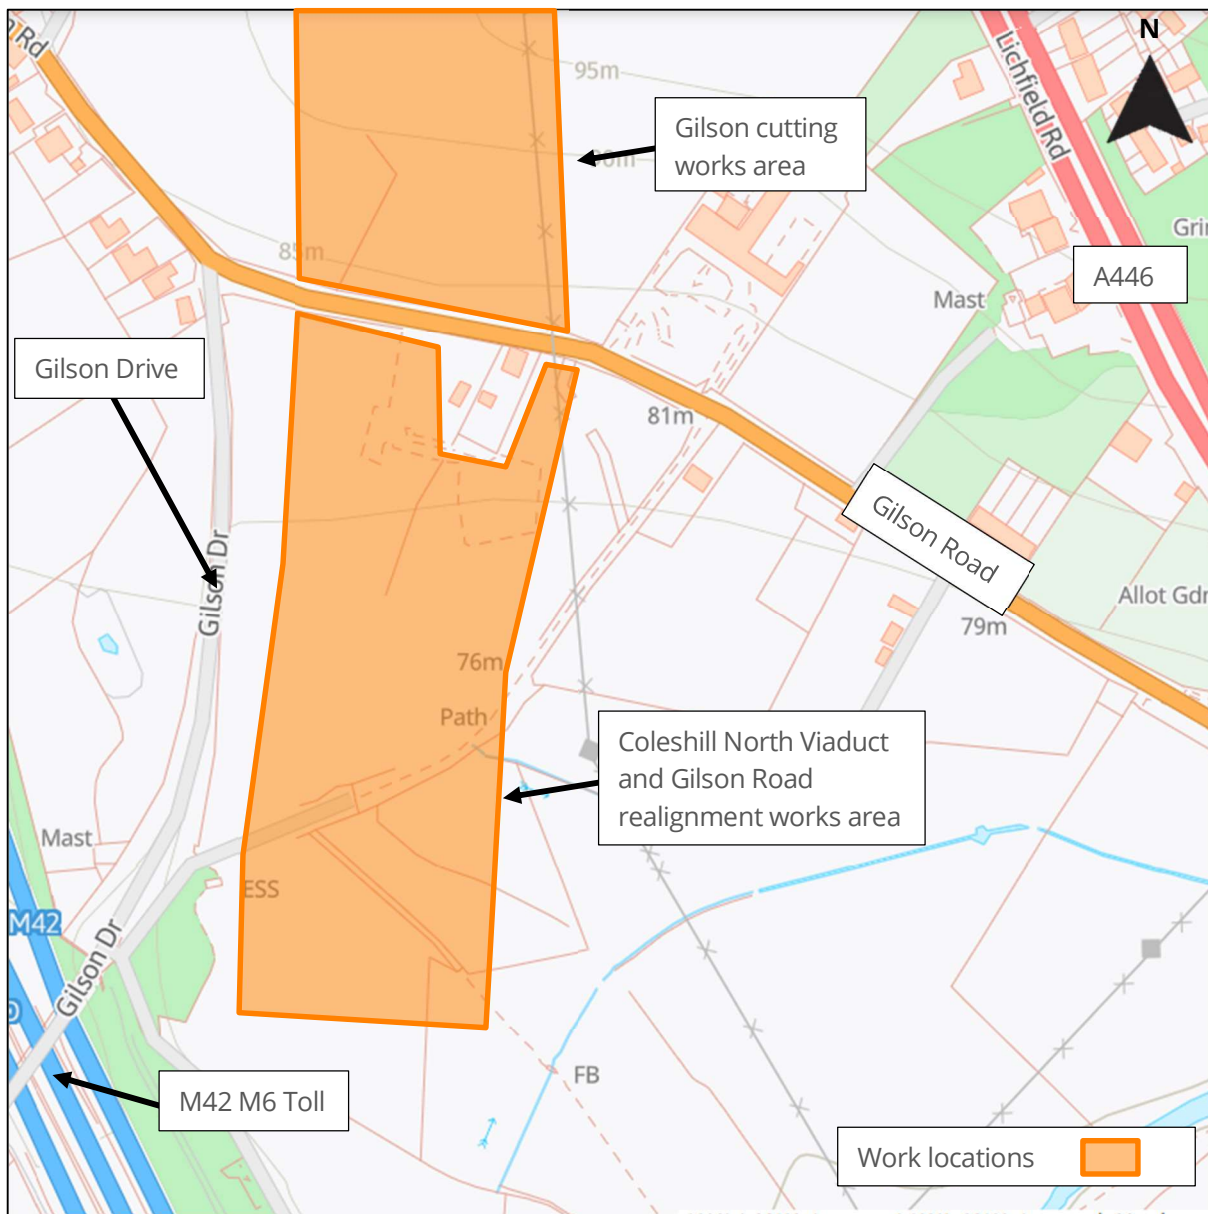 Rd
N
Lichfield Rd
95m
Gilson cutting
works area
90m
85m
A446
Mast
Gilson Drive
81m
Gilson Road
Gilson Dr
Allot Gdn
79m
76m
Path
Coleshill North Viaduct
and Gilson Road
realignment works area
Mast
ESS
M42
Gilson Dr
FB
M42 M6 Toll
Work locations